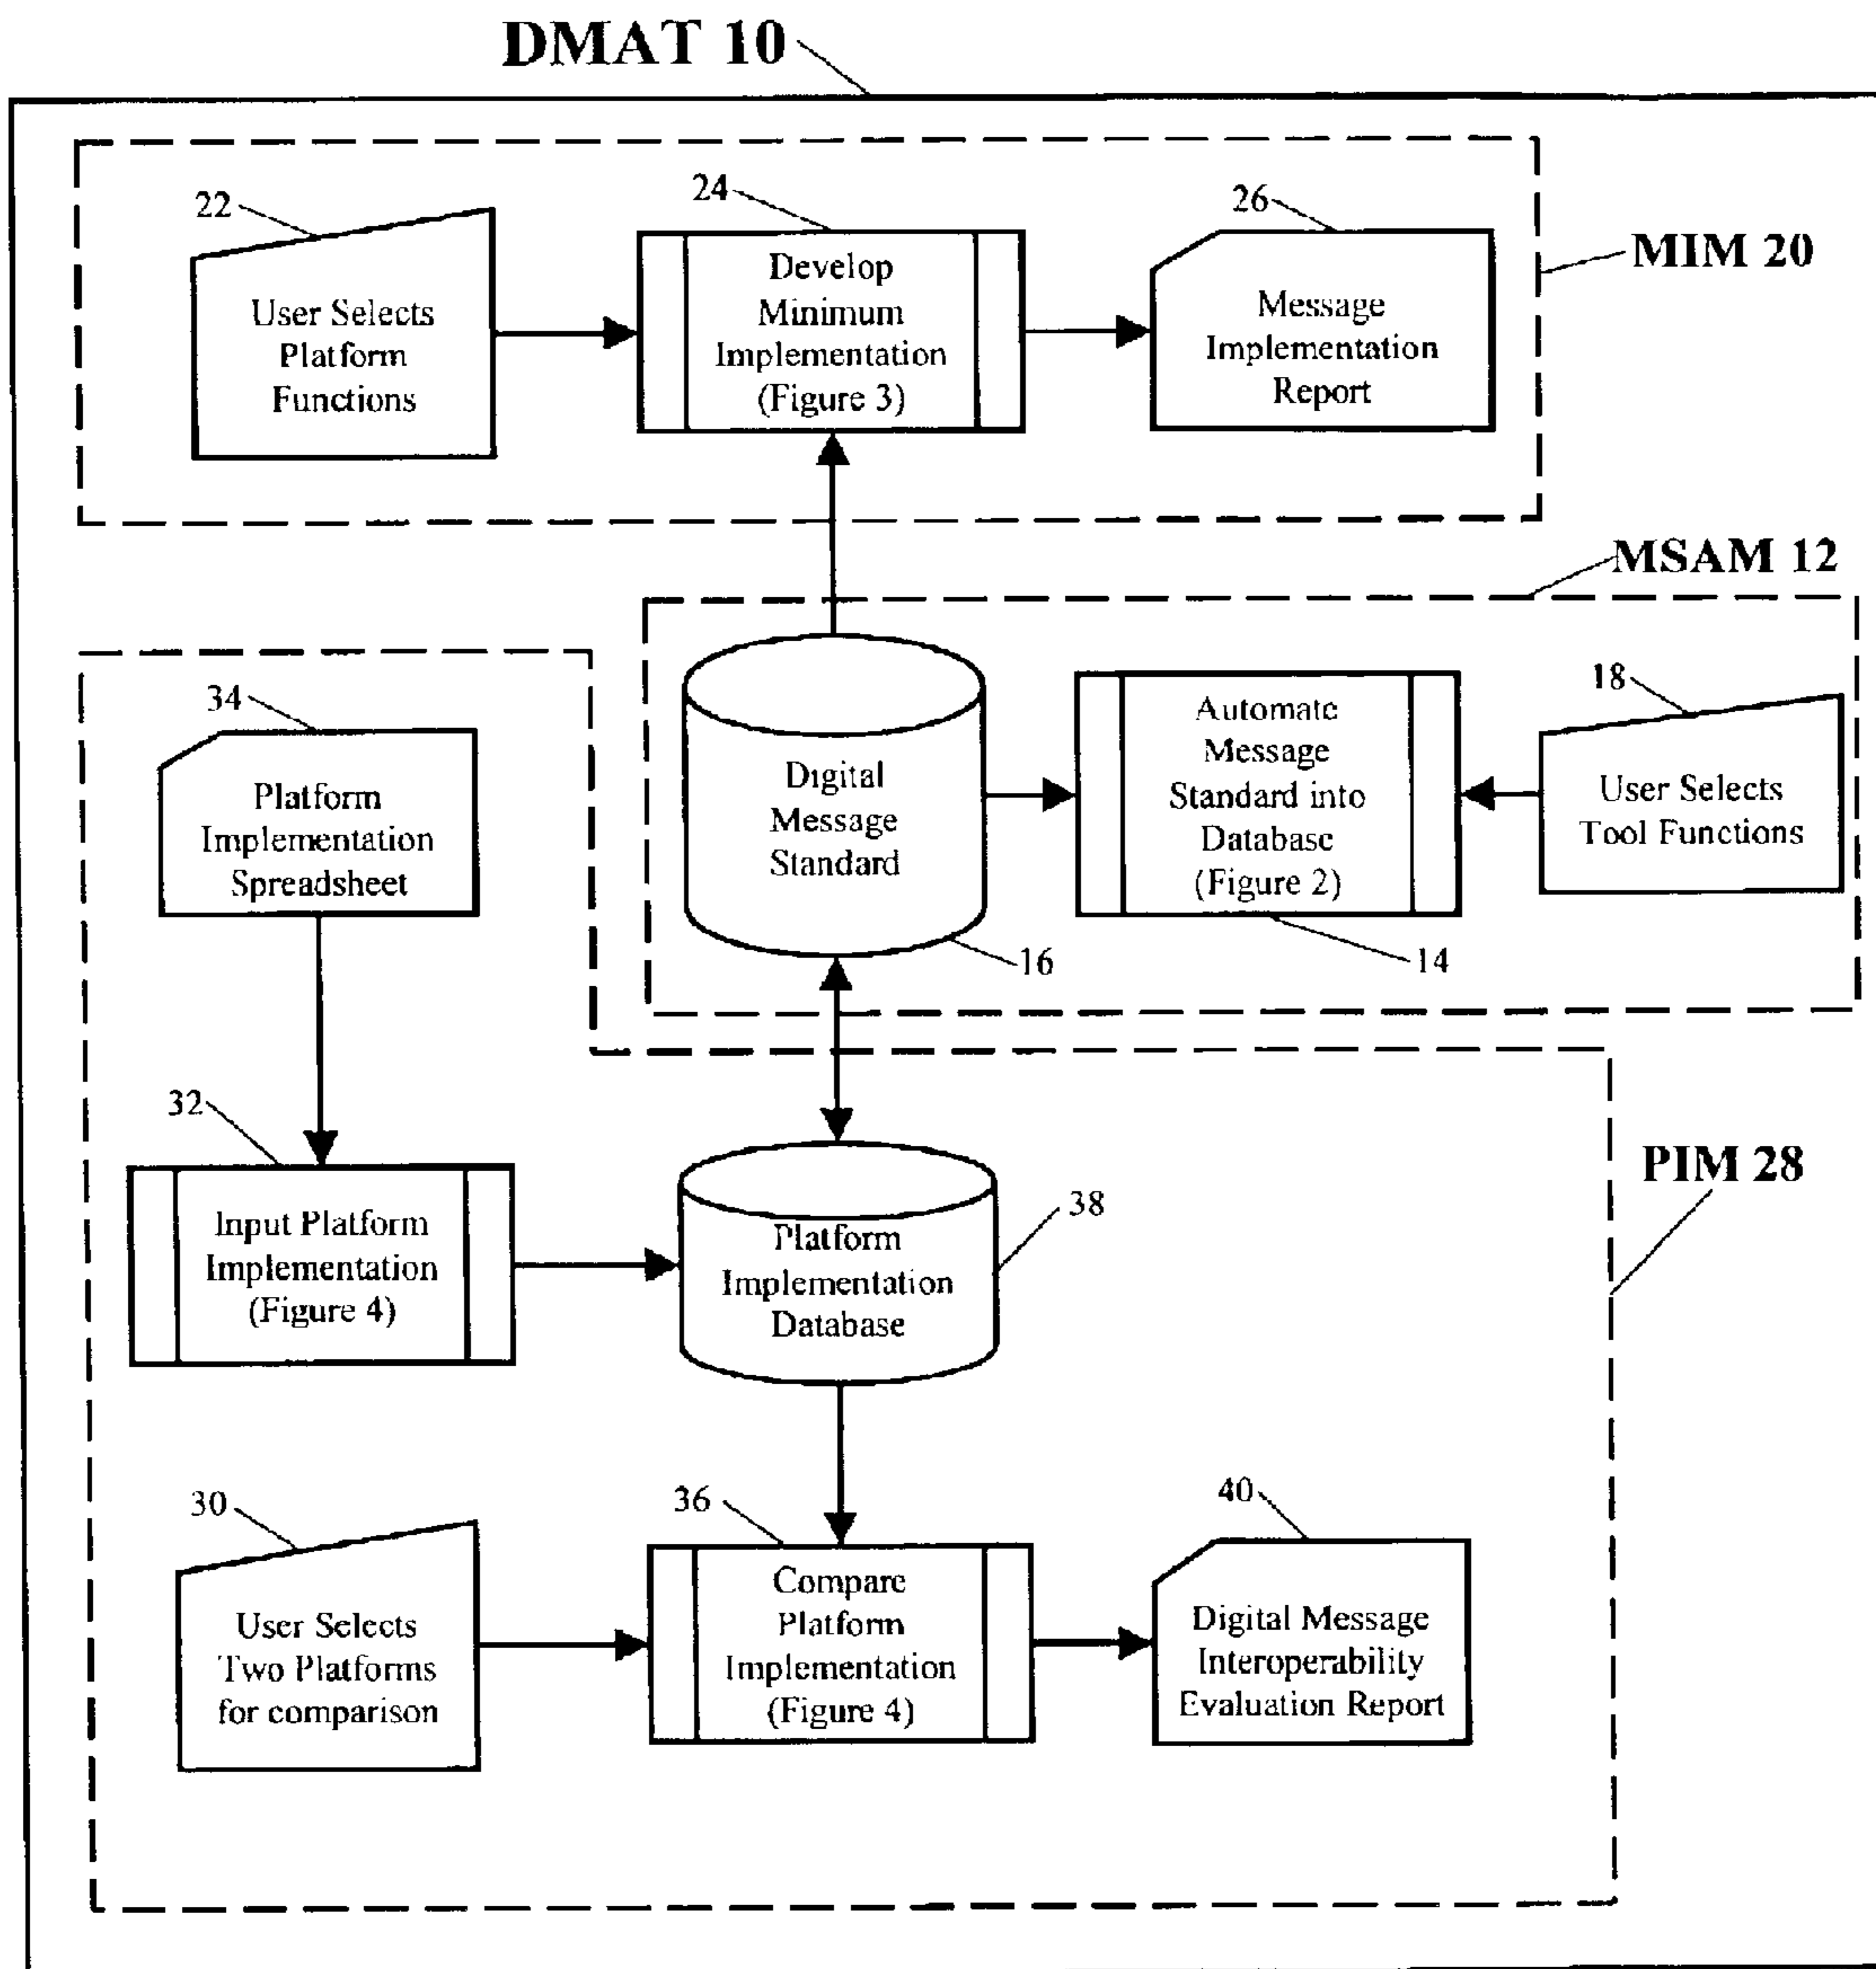 DMAT 10
22
24
26
MIM 20
User Selects
Platform
Functions
Develop
Minimum
Implementation
(Figure 3)
Message
Implementation
Report
MSAM 12
34
18
Platform
Implementation
Spreadsheet
Digital
Message
Standard
Automate
Message
Standard into
Database
(Figure 2)
User Selects
Tool Functions
16
14
32
PIM 28
38
Input Platform
Implementation
(Figure 4)
Platform
Implementation
Database
30
36
40
User Selects
Two Platforms
for comparison
Compare
Platform
Implementation
(Figure 4)
Digital Message
Interoperability
Evaluation Report